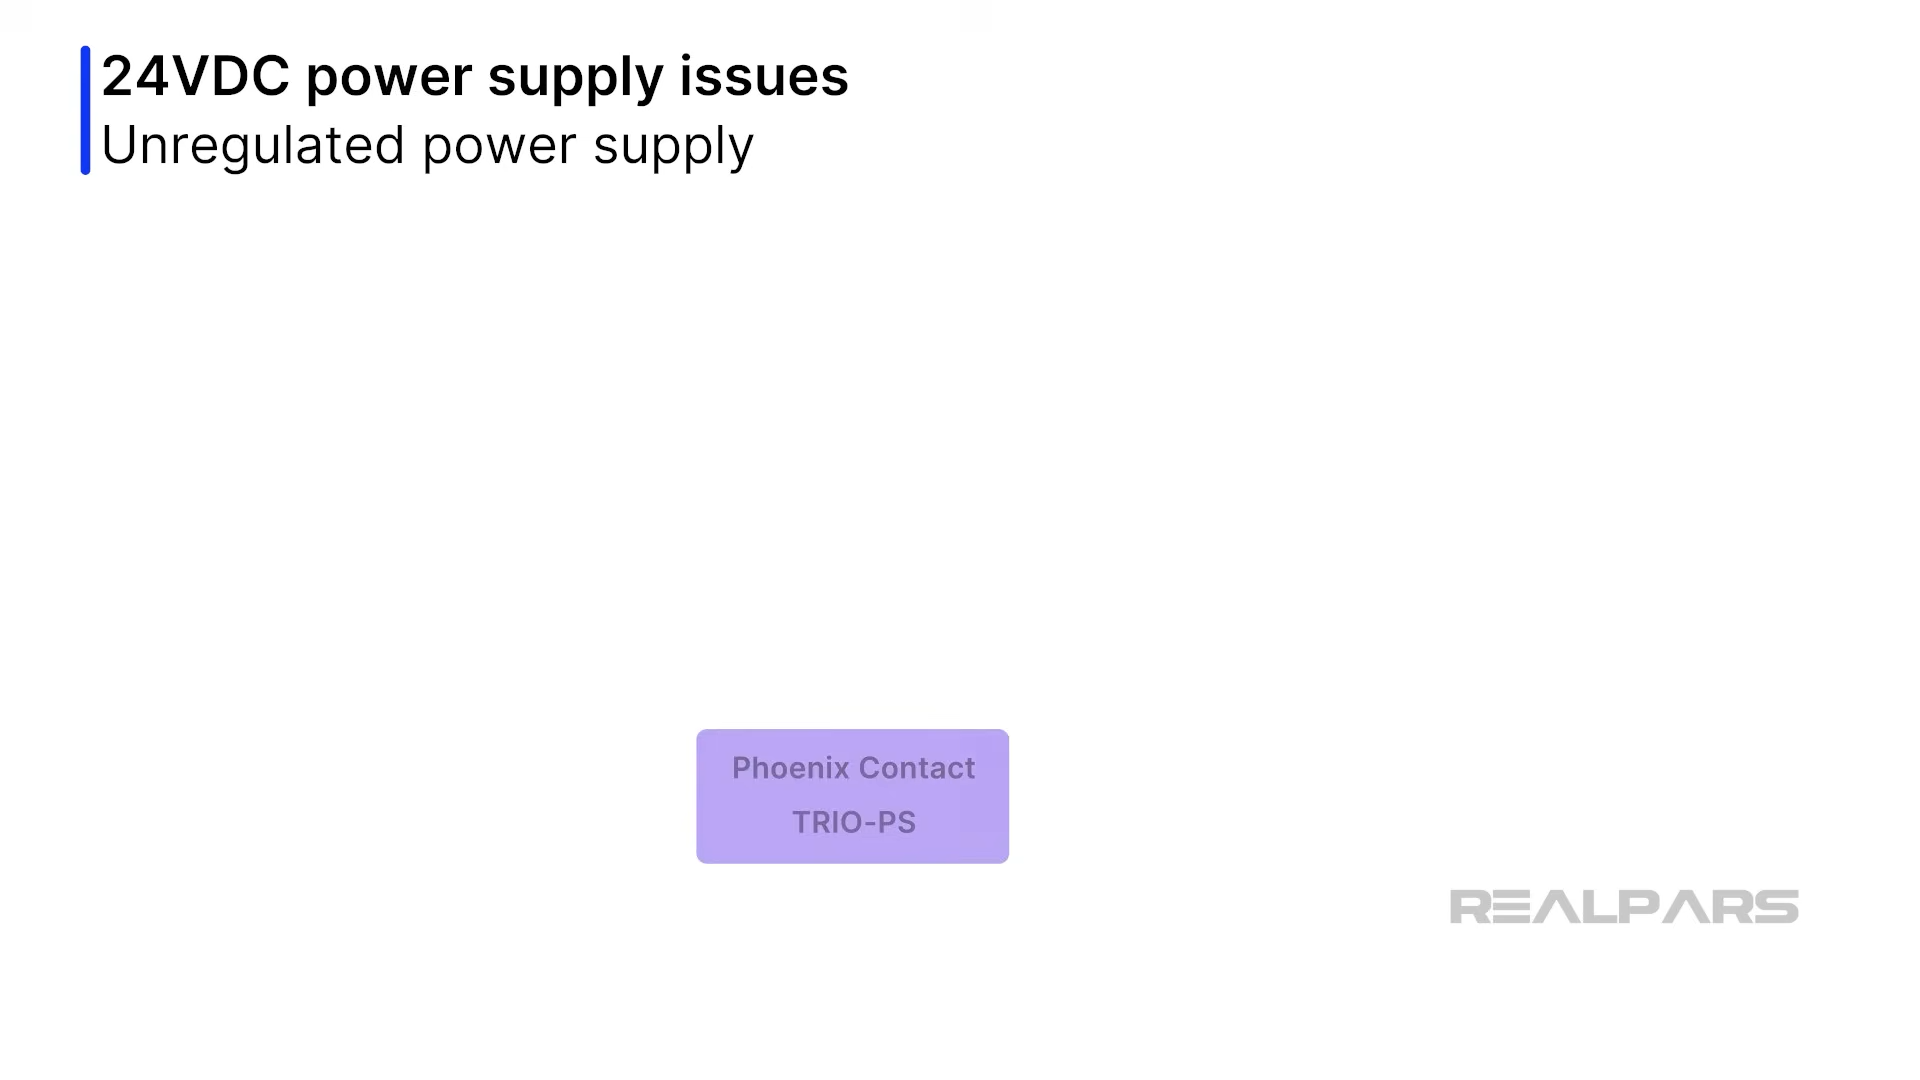 24VDC power supply issues
Unregulated power supply
Phoenix Contact
TRIO-PS
REALPARS